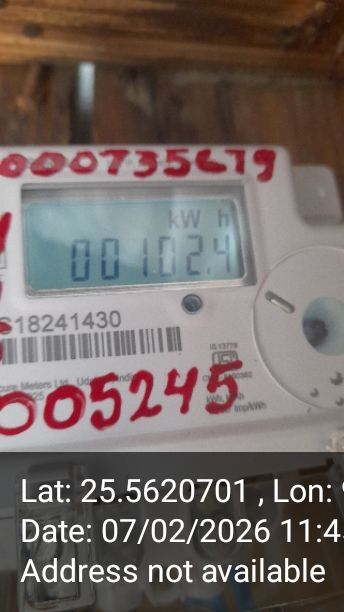 000735679
kW h
00102.4
S18241430
IS 13779
005245
Lat: 25.5620701 , Lon:
Date: 07/02/2026 11:4
Address not available